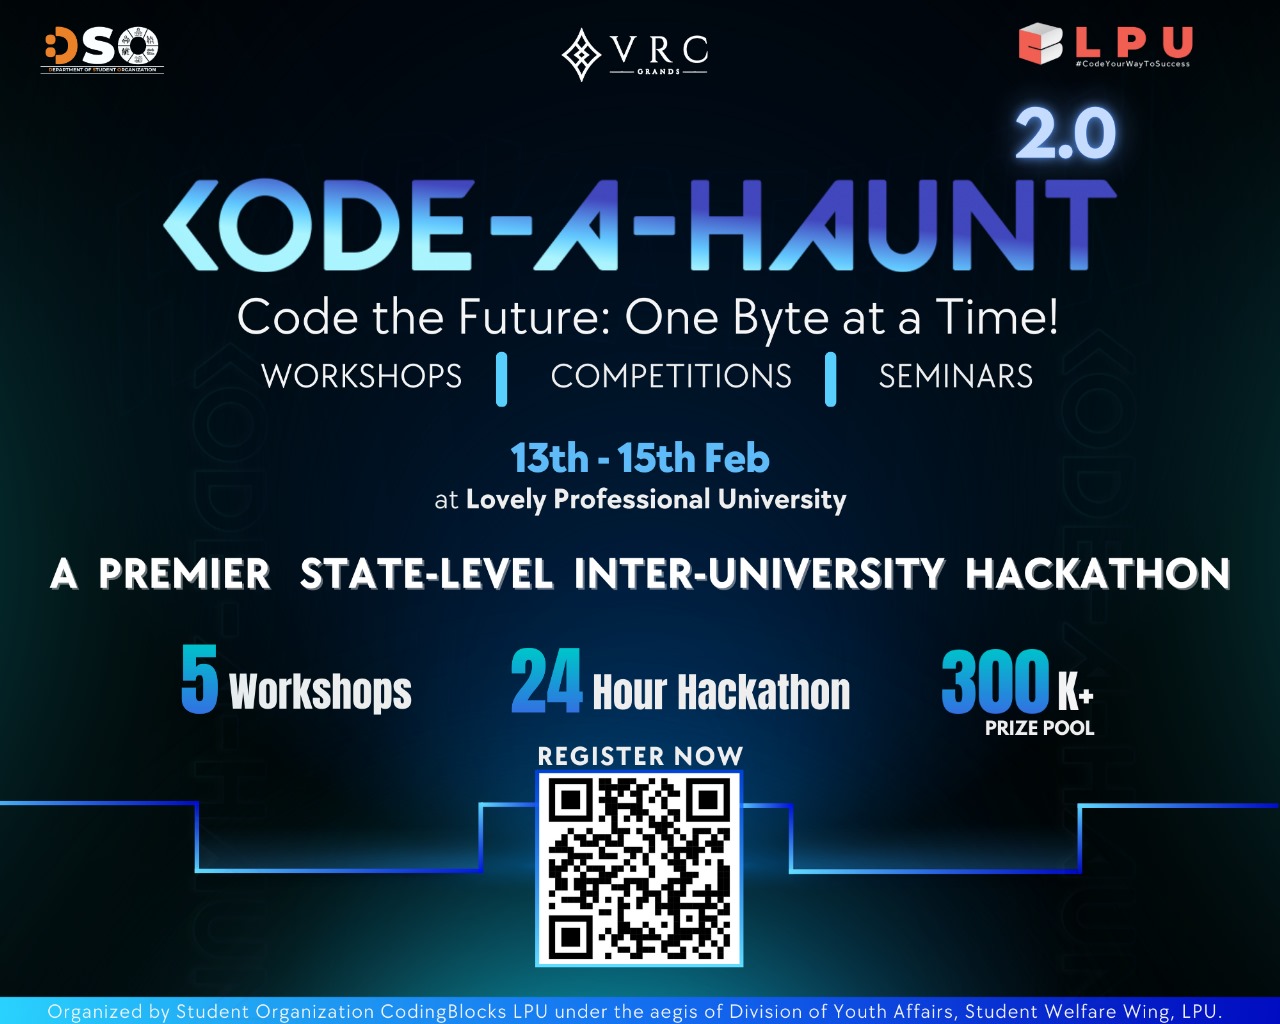 DSO
DEPARTMENT OF STUDENT ORGANIZATION
VRC
GRANDS
LPU
#CodeYourWayToSuccess
2.0
KODE-A-HAUNT
Code the Future: One Byte at a Time!
WORKSHOPS COMPETITIONS SEMINARS
13th - 15th Feb
at Lovely Professional University
A PREMIER STATE-LEVEL INTER-UNIVERSITY HACKATHON
5 Workshops 24 Hour Hackathon 300 K+
PRIZE POOL
REGISTER NOW
Organized by Student Organization CodingBlocks LPU under the aegis of Division of Youth Affairs, Student Welfare Wing, LPU.